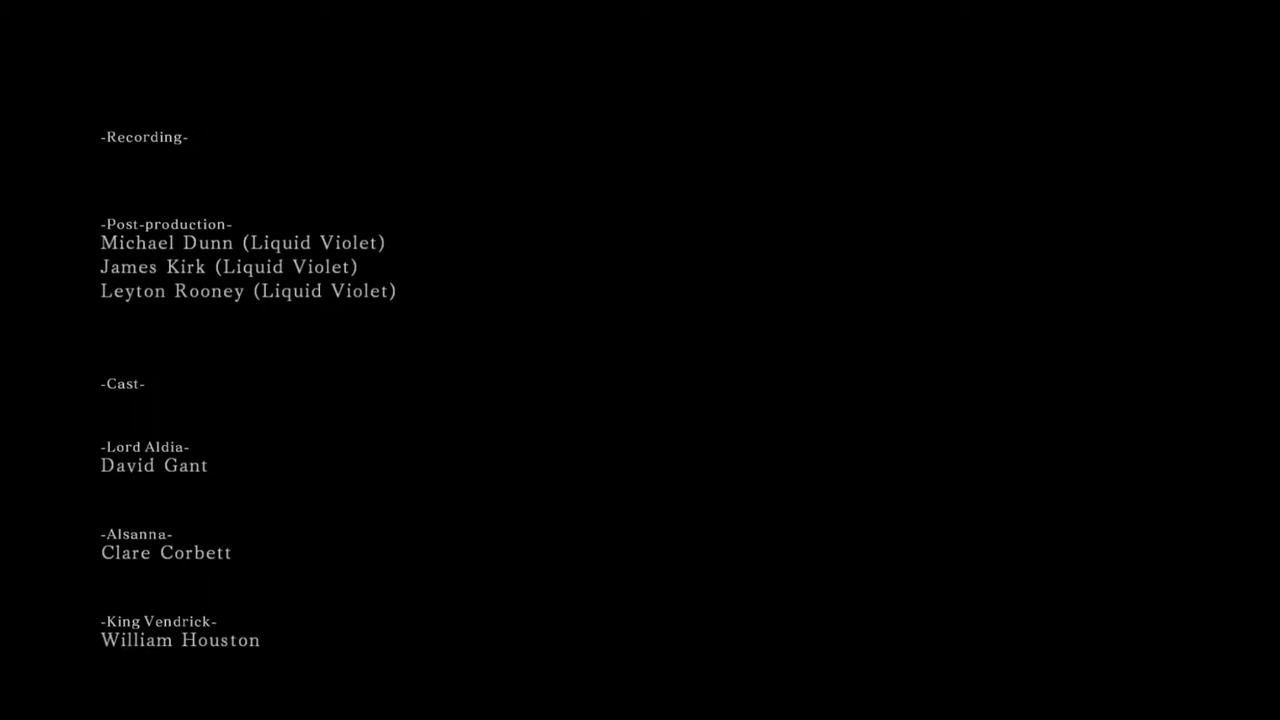 -Recording-
-Post-production-
Michael Dunn (Liquid Violet)
James Kirk (Liquid Violet)
Leyton Rooney (Liquid Violet)
-Cast-
-Lord Aldia-
David Gant
-Alsanna-
Clare Corbett
-King Vendrick-
William Houston